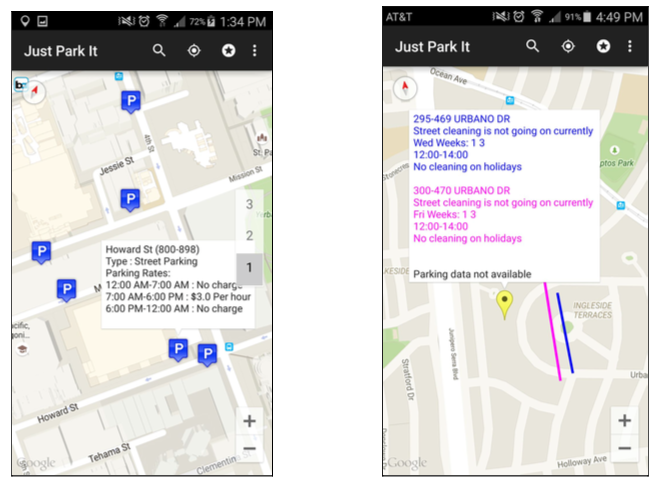 72% 1:34 PM
Just Park It
4th St
Jessie St
Mission St
St. P
3
2
1
Howard St (800-898)
Type : Street Parking
Parking Rates:
12:00 AM-7:00 AM : No charge
7:00 AM-6:00 PM : $3.0 Per hour
6:00 PM-12:00 AM : No charge
cific,
goni...
Howard St
Tehama St
Clementin
Google
+
−
AT&T 91% 4:49 PM
Just Park It
Ocean Ave
295-469 URBANO DR
Street cleaning is not going on currently
Wed Weeks: 1 3
12:00-14:00
No cleaning on holidays
300-470 URBANO DR
Street cleaning is not going on currently
Fri Weeks: 1 3
12:00-14:00
No cleaning on holidays
Parking data not available
ptos Park
KESIDE
INGLESIDE
TERRACES
Junipero Serra Blvd
Stratford Dr
Urba
Holloway Ave
Google
+
−